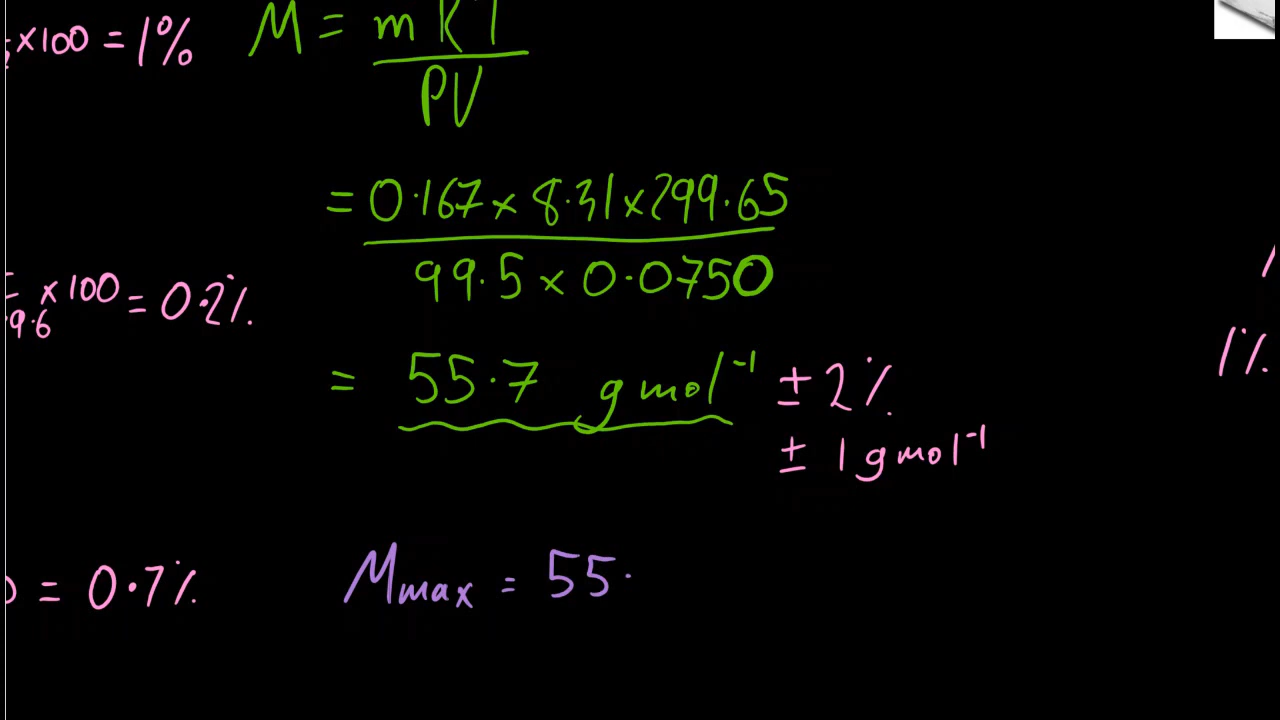 ×100 = 1%
M = mRT
PV
= 0.167 × 8.31 × 299.65
99.5 × 0.0750
×100 = 0.2%
9.6
= 55.7 gmol⁻¹ ± 2%
1%.
± 1 gmol⁻¹
= 0.7%
Mmax = 55.